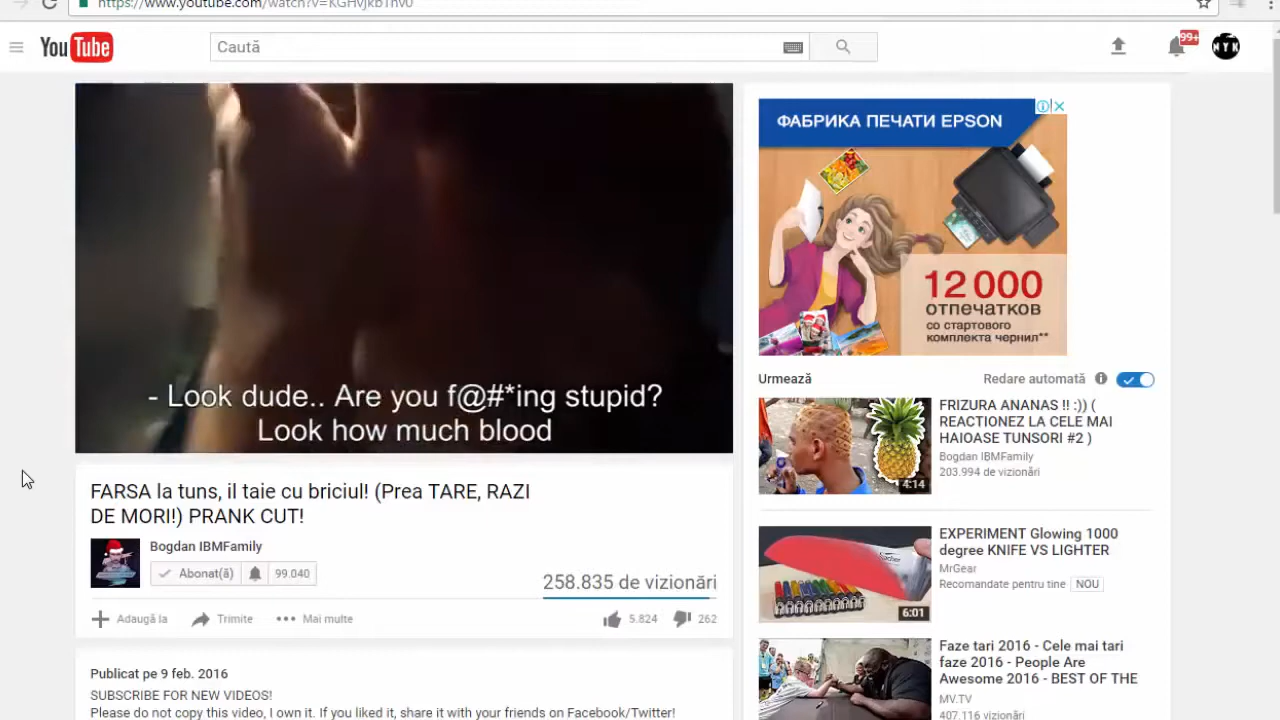 https://www.youtube.com/watch?v=
YouTube
Caută
99+
NYK
ФАБРИКА ПЕЧАТИ EPSON
12 000
отпечатков
со стартового
комплекта чернил**
- Look dude.. Are you f@#*ing stupid?
Look how much blood
Urmează
Redare automată
FRIZURA ANANAS !! :)) (
REACTIONEZ LA CELE MAI
HAIOASE TUNSORI #2 )
Bogdan IBMFamily
203.994 de vizionări
4:14
FARSA la tuns, il taie cu briciul! (Prea TARE, RAZI
DE MORI!) PRANK CUT!
Bogdan IBMFamily
Abonat(ă)
99.040
258.835 de vizionări
Adaugă la
Trimite
Mai multe
5.824
262
EXPERIMENT Glowing 1000
degree KNIFE VS LIGHTER
MrGear
Recomandate pentru tine
NOU
6:01
Faze tari 2016 - Cele mai tari
faze 2016 - People Are
Awesome 2016 - BEST OF THE
MV.TV
407.116 vizionări
Publicat pe 9 feb. 2016
SUBSCRIBE FOR NEW VIDEOS!
Please do not copy this video, I own it. If you liked it, share it with your friends on Facebook/Twitter!